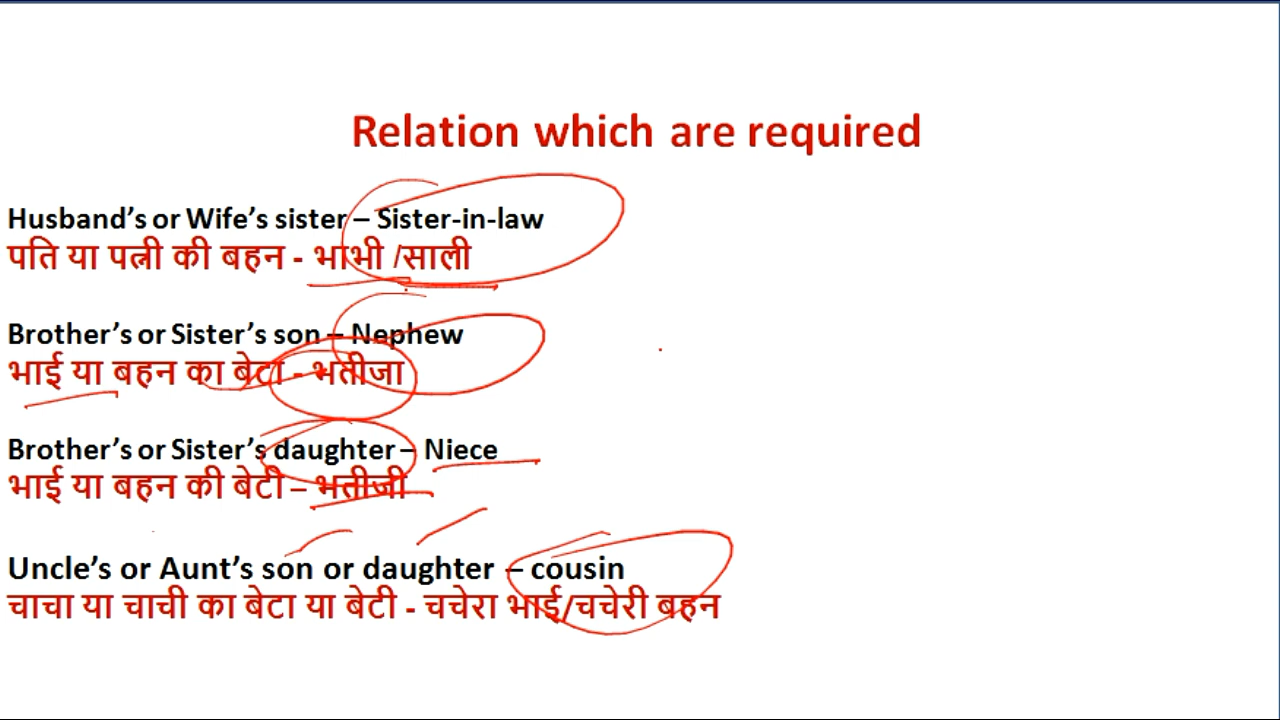 Relation which are required
Husband's or Wife's sister – Sister-in-law
पति या पत्नी की बहन - भाभी /साली
Brother's or Sister's son – Nephew
भाई या बहन का बेटा - भतीजा
Brother's or Sister's daughter – Niece
भाई या बहन की बेटी – भतीजी
Uncle's or Aunt's son or daughter – cousin
चाचा या चाची का बेटा या बेटी - चचेरा भाई/चचेरी बहन